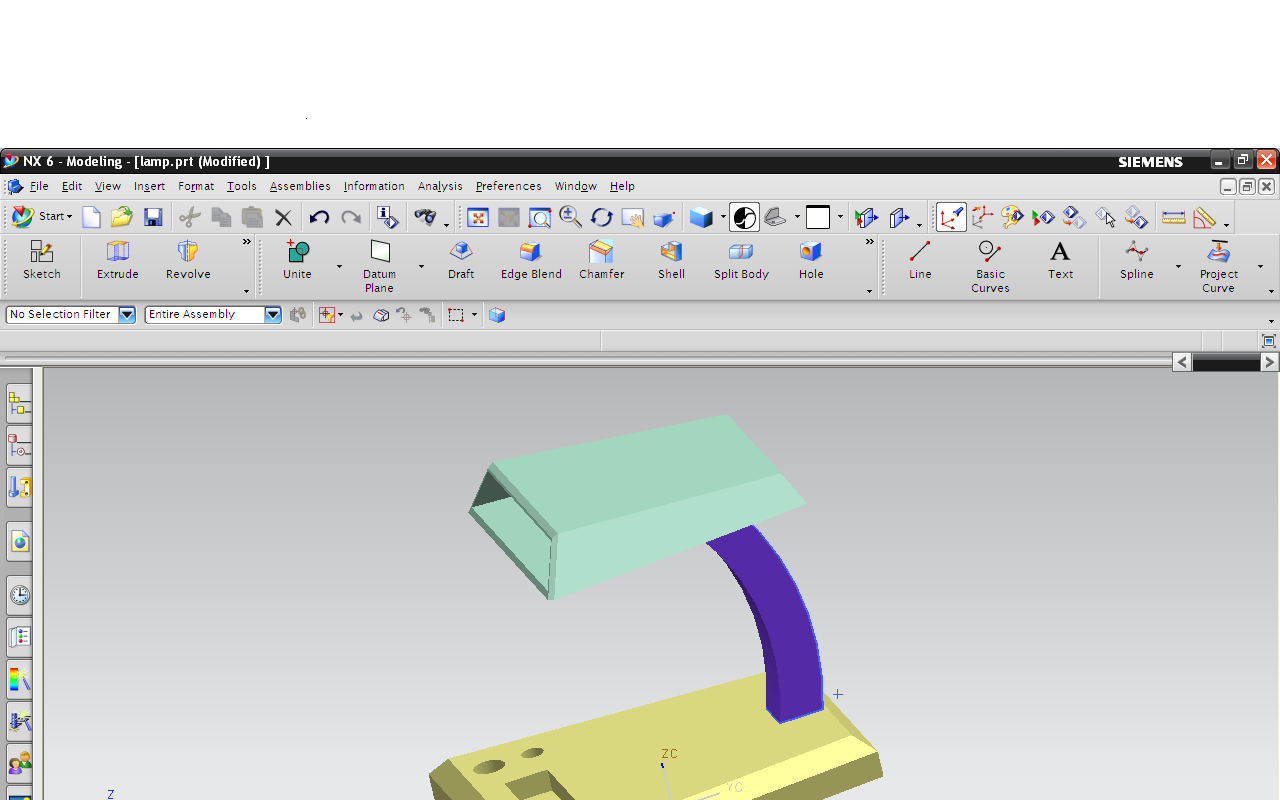 NX 6 - Modeling - [lamp.prt (Modified) ]
SIEMENS
File Edit View Insert Format Tools Assemblies Information Analysis Preferences Window Help
Start
Sketch Extrude Revolve Unite Datum Plane Draft Edge Blend Chamfer Shell Split Body Hole Line Basic Curves Text Spline Project Curve
No Selection Filter Entire Assembly
ZC
YC
Z